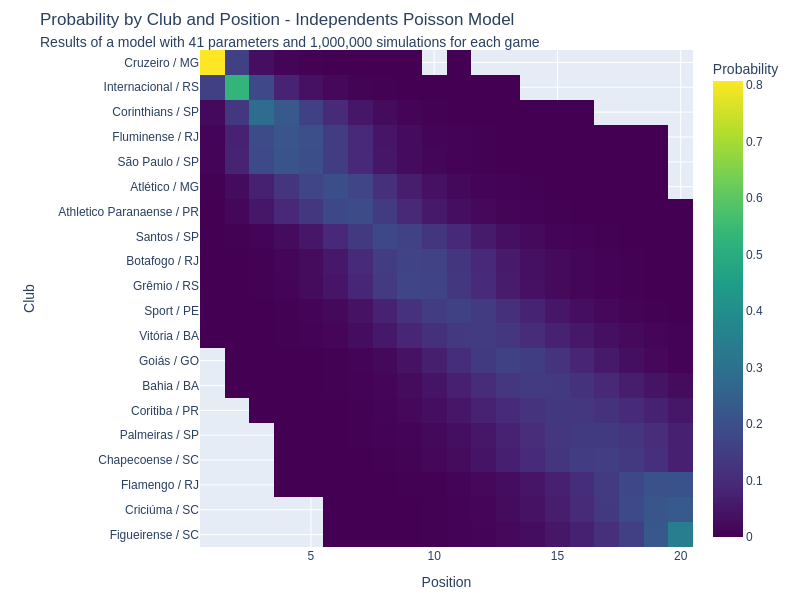 Probability by Club and Position - Independents Poisson Model
Results of a model with 41 parameters and 1,000,000 simulations for each game
Cruzeiro / MG
Internacional / RS
Corinthians / SP
Fluminense / RJ
São Paulo / SP
Atlético / MG
Athletico Paranaense / PR
Santos / SP
Botafogo / RJ
Grêmio / RS
Sport / PE
Vitória / BA
Goiás / GO
Bahia / BA
Coritiba / PR
Palmeiras / SP
Chapecoense / SC
Flamengo / RJ
Criciúma / SC
Figueirense / SC
Club
5 10 15 20
Position
Probability
0.8
0.7
0.6
0.5
0.4
0.3
0.2
0.1
0